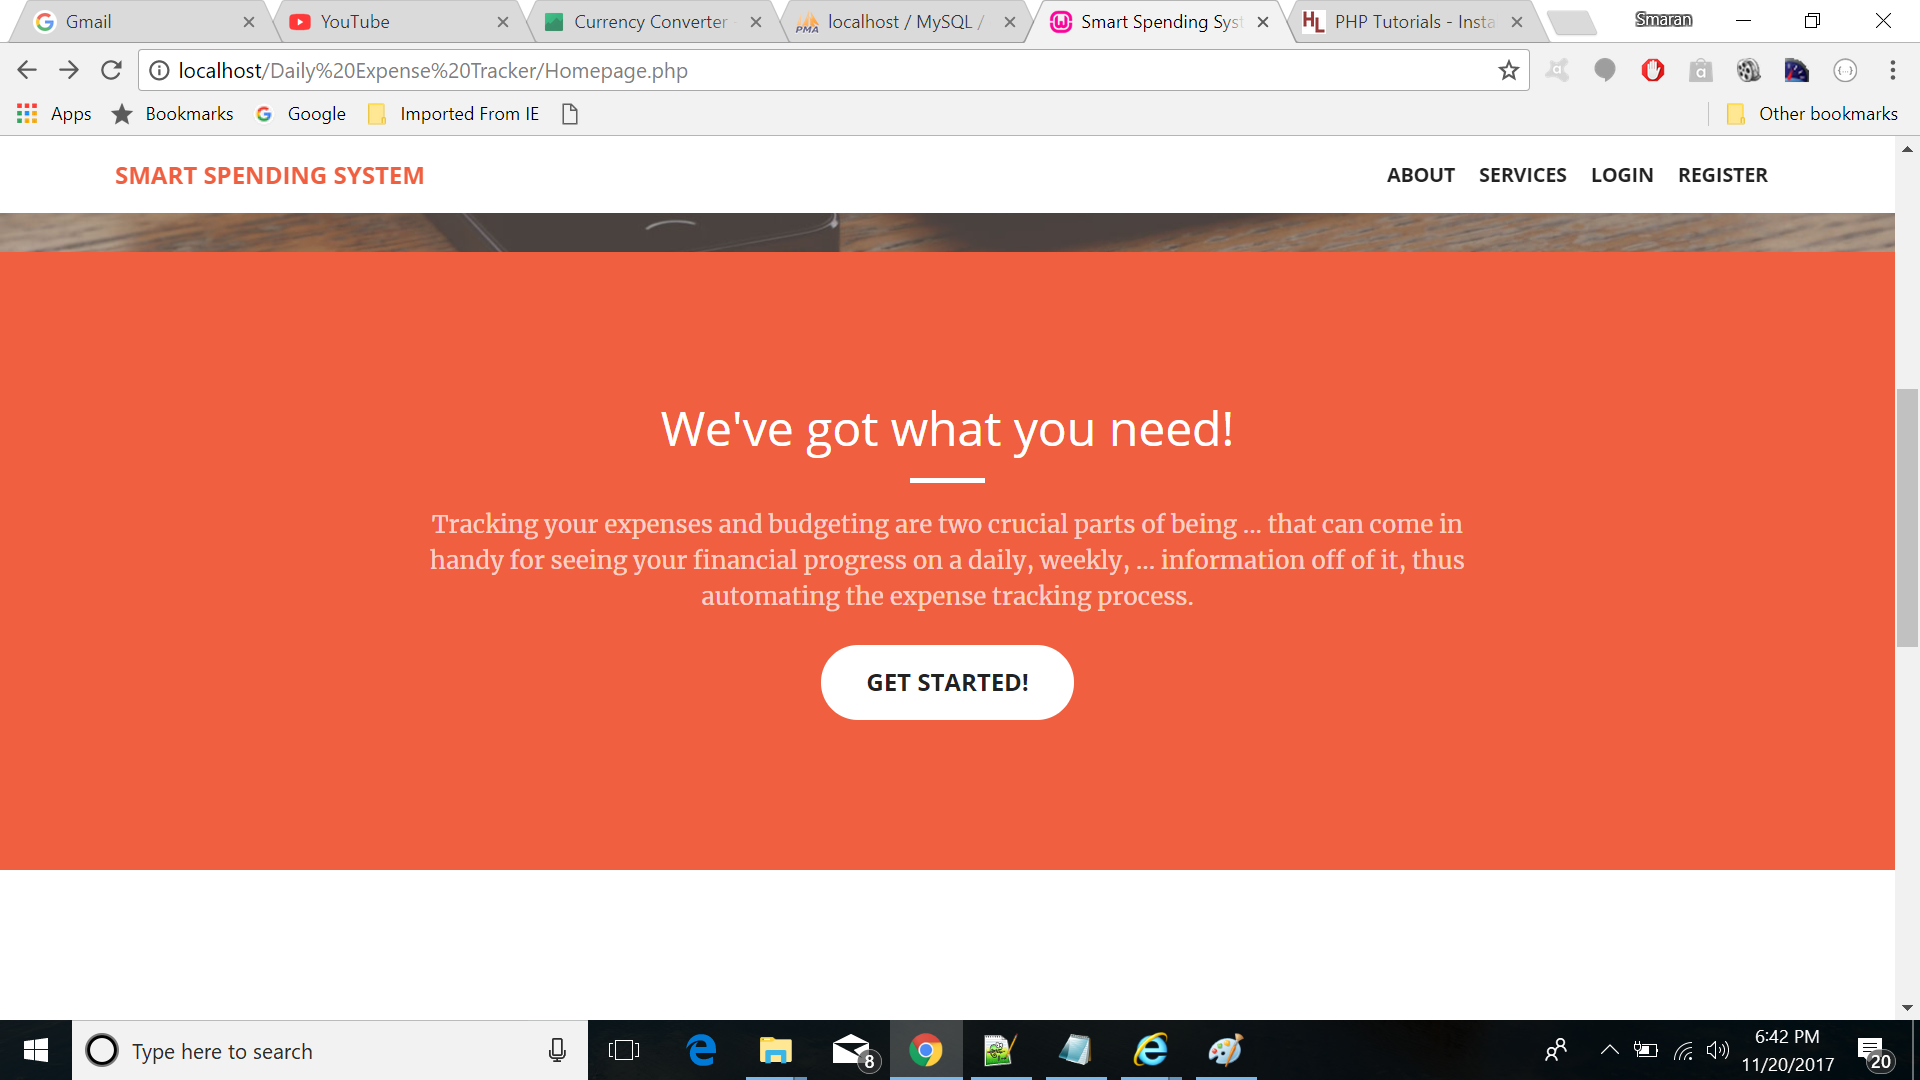 Gmail
YouTube
Currency Converter
localhost / MySQL /
Smart Spending Syst
PHP Tutorials - Insta
Smaran
localhost/Daily%20Expense%20Tracker/Homepage.php
Apps
Bookmarks
Google
Imported From IE
Other bookmarks
SMART SPENDING SYSTEM
ABOUT
SERVICES
LOGIN
REGISTER
We've got what you need!
Tracking your expenses and budgeting are two crucial parts of being ... that can come in
handy for seeing your financial progress on a daily, weekly, ... information off of it, thus
automating the expense tracking process.
GET STARTED!
Type here to search
8
6:42 PM
11/20/2017
20